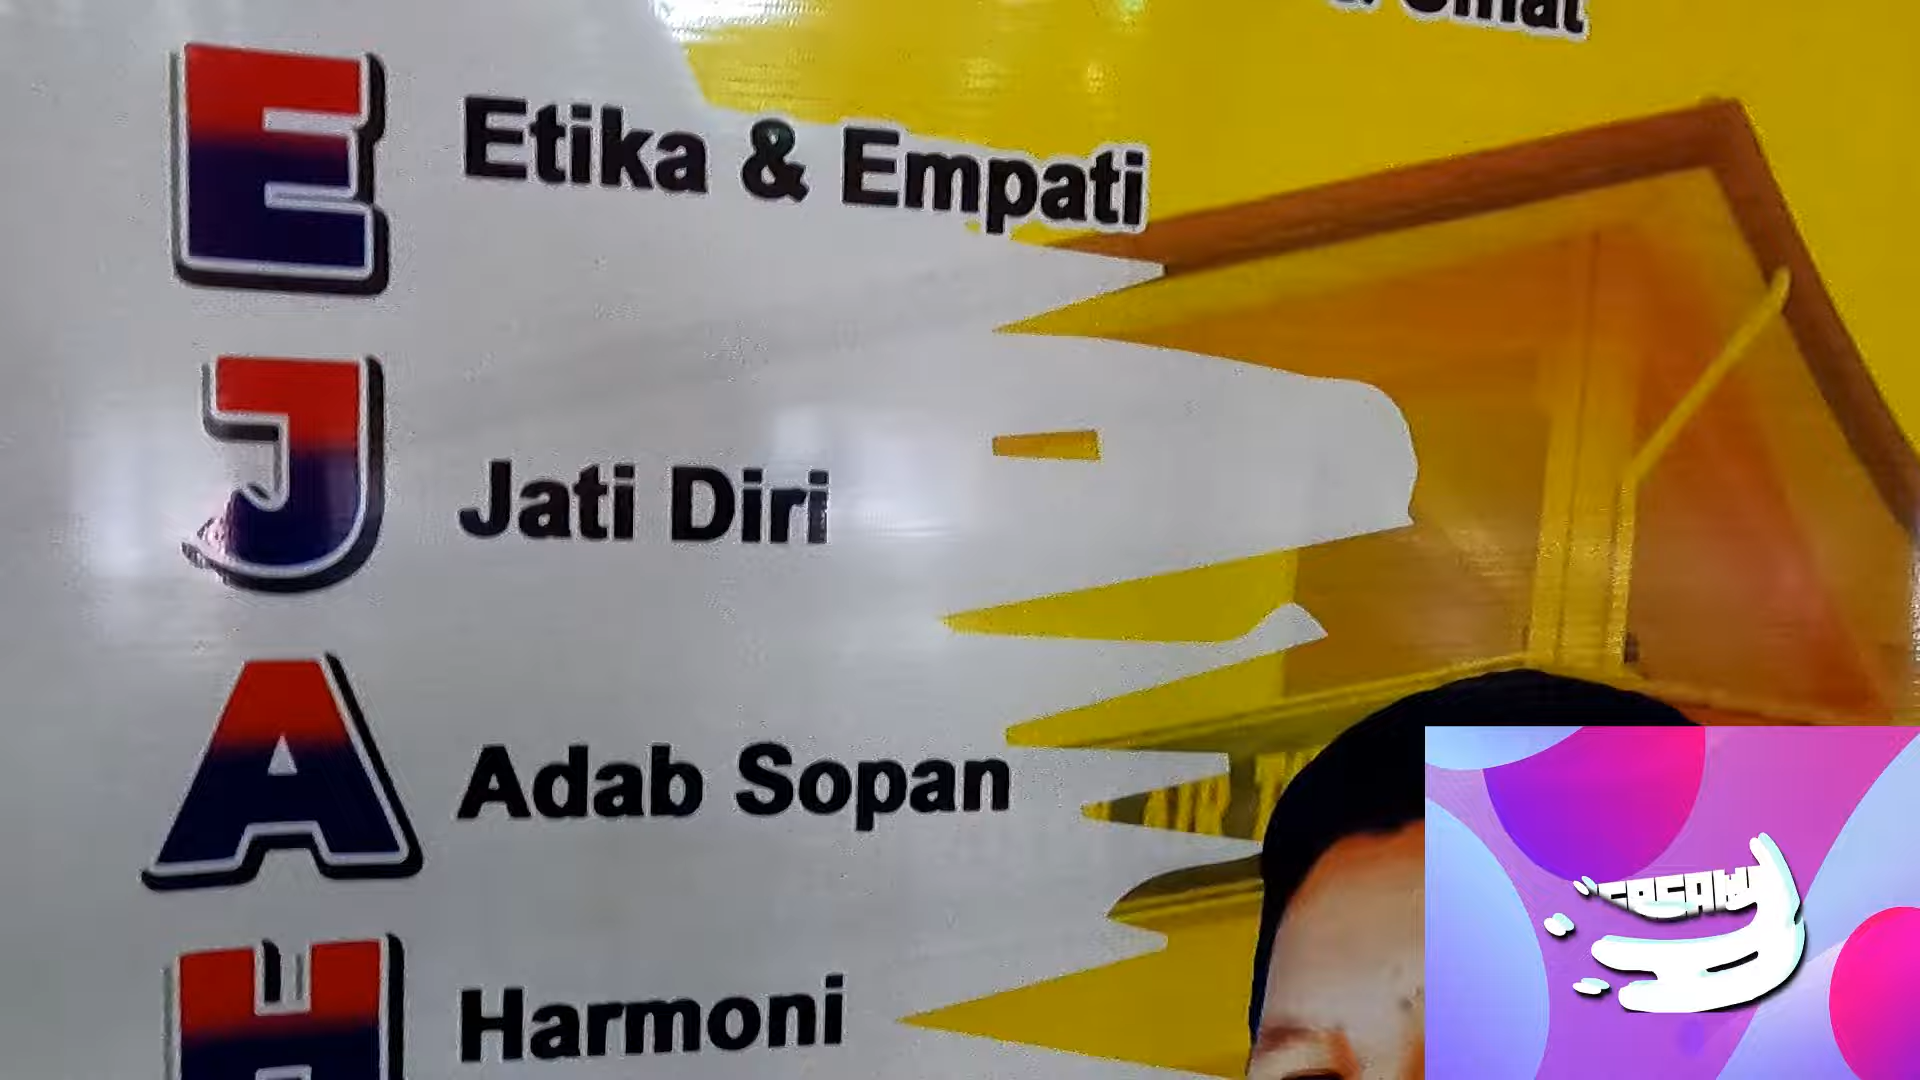 E Etika & Empati
J Jati Diri
A Adab Sopan
H Harmoni